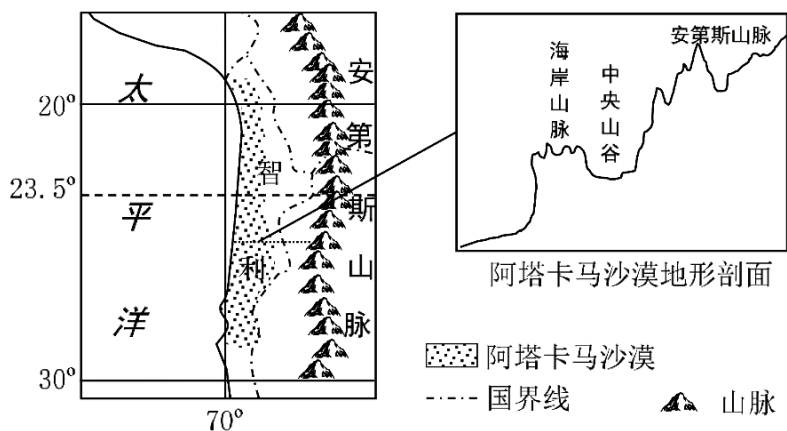 太平洋
20°
23.5°
30°
70°
智利
安第斯山脉
海岸山脉
中央山谷
安第斯山脉
阿塔卡马沙漠地形剖面
阿塔卡马沙漠
国界线
山脉